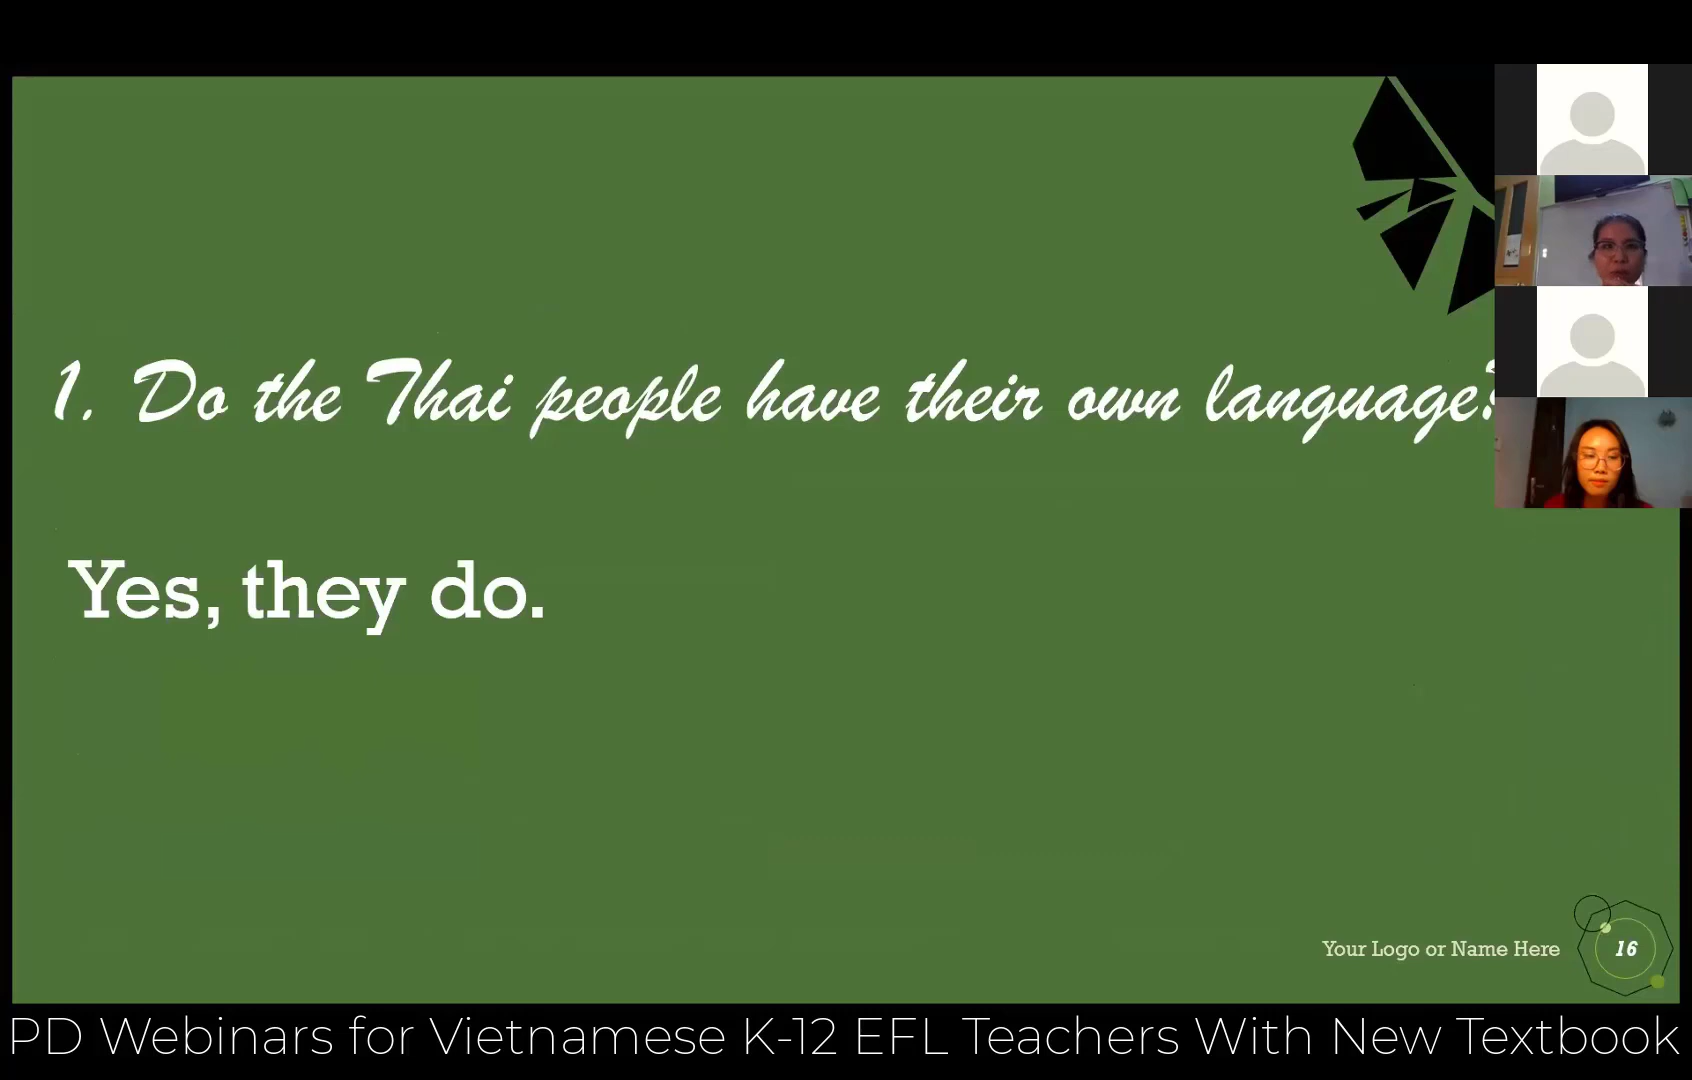 1. Do the Thai people have their own language?
Yes, they do.
Your Logo or Name Here
16
PD Webinars for Vietnamese K-12 EFL Teachers With New Textbook